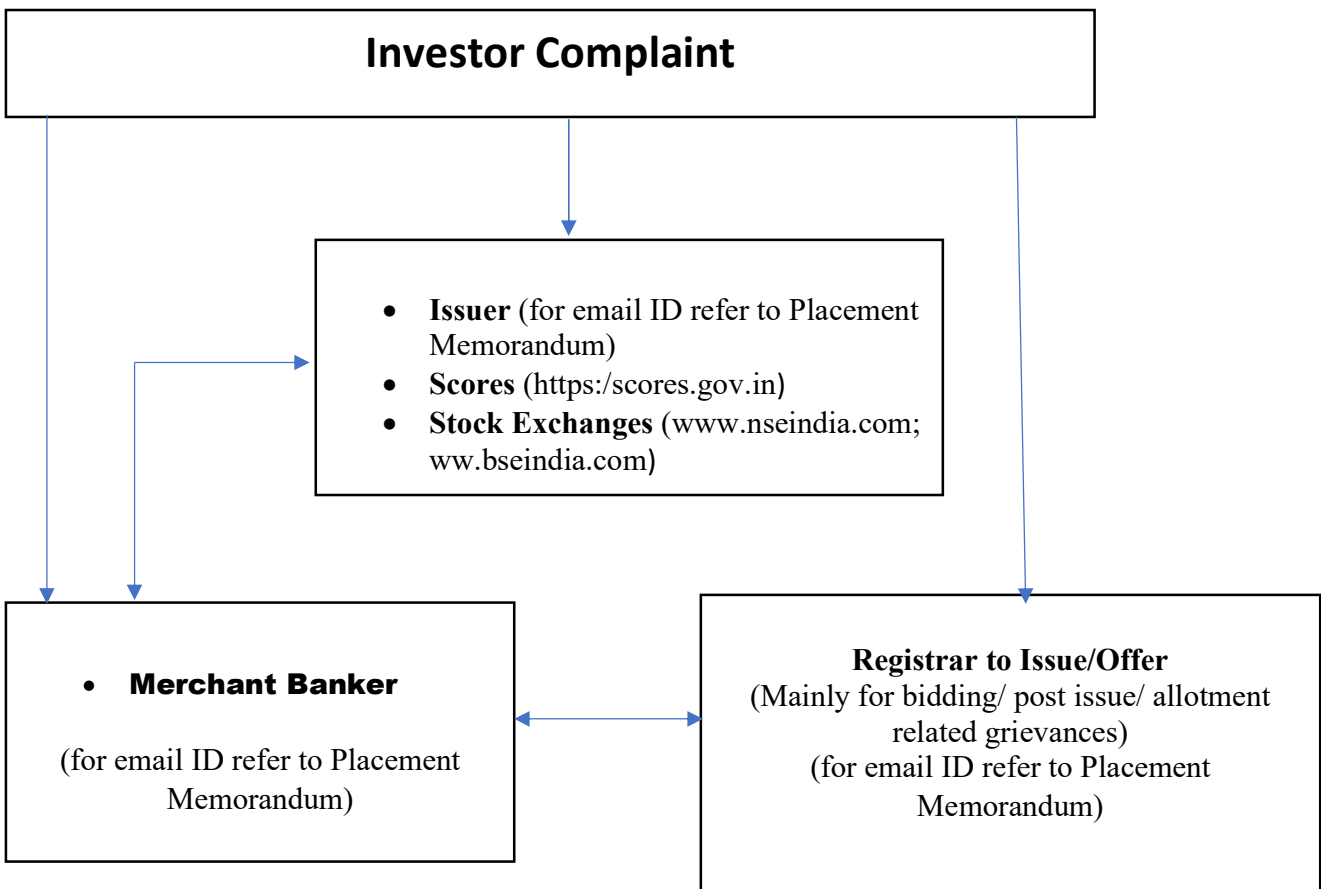 Investor Complaint
• Issuer (for email ID refer to Placement
Memorandum)
• Scores (https:/scores.gov.in)
• Stock Exchanges (www.nseindia.com;
ww.bseindia.com)
• Merchant Banker
(for email ID refer to Placement
Memorandum)
Registrar to Issue/Offer
(Mainly for bidding/ post issue/ allotment
related grievances)
(for email ID refer to Placement
Memorandum)